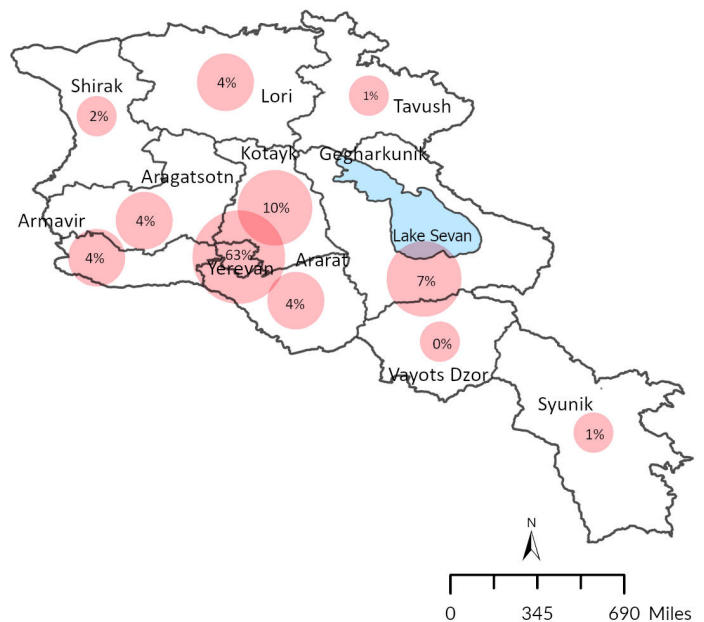 Shirak
2%
4%
Lori
1%
Tavush
Kotayk
Gegharkunik
Aragatsotn
Armavir
4%
10%
Lake Sevan
4%
63%
Yerevan
Ararat
4%
7%
0%
Vayots Dzor
Syunik
1%
N
0 345 690 Miles